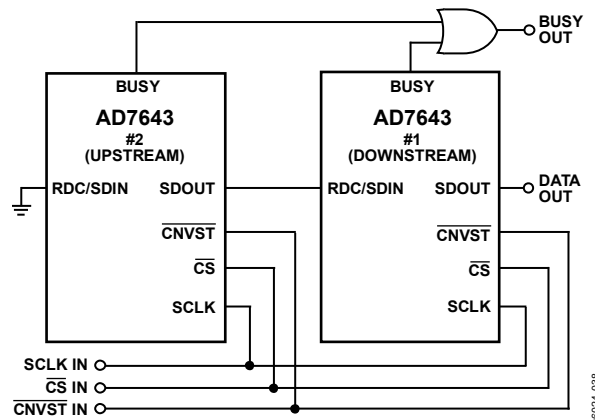 BUSY
OUT
BUSY
BUSY
AD7643
#2
(UPSTREAM)
AD7643
#1
(DOWNSTREAM)
RDC/SDIN
SDOUT
RDC/SDIN
SDOUT
DATA
OUT
CNVST
CNVST
CS
CS
SCLK
SCLK
SCLK IN
CS IN
CNVST IN